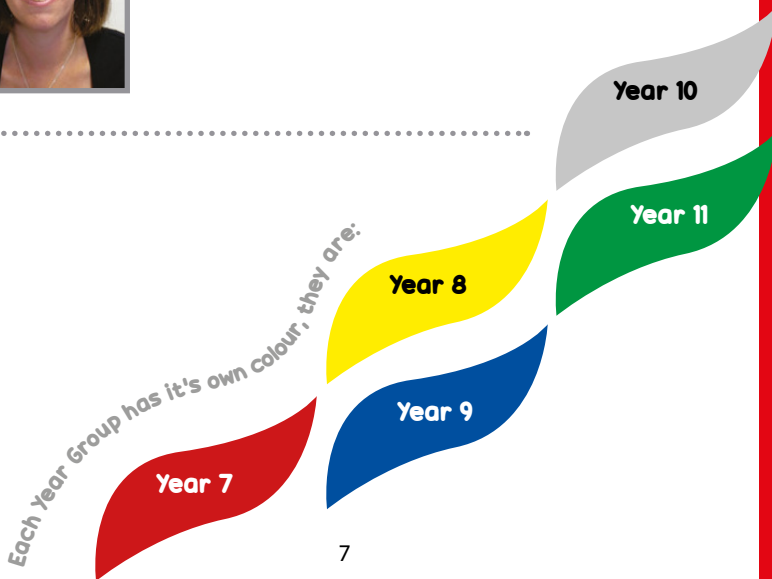 Each Year Group has it's own colour, they are:
Year 7
Year 8
Year 9
Year 10
Year 11
7